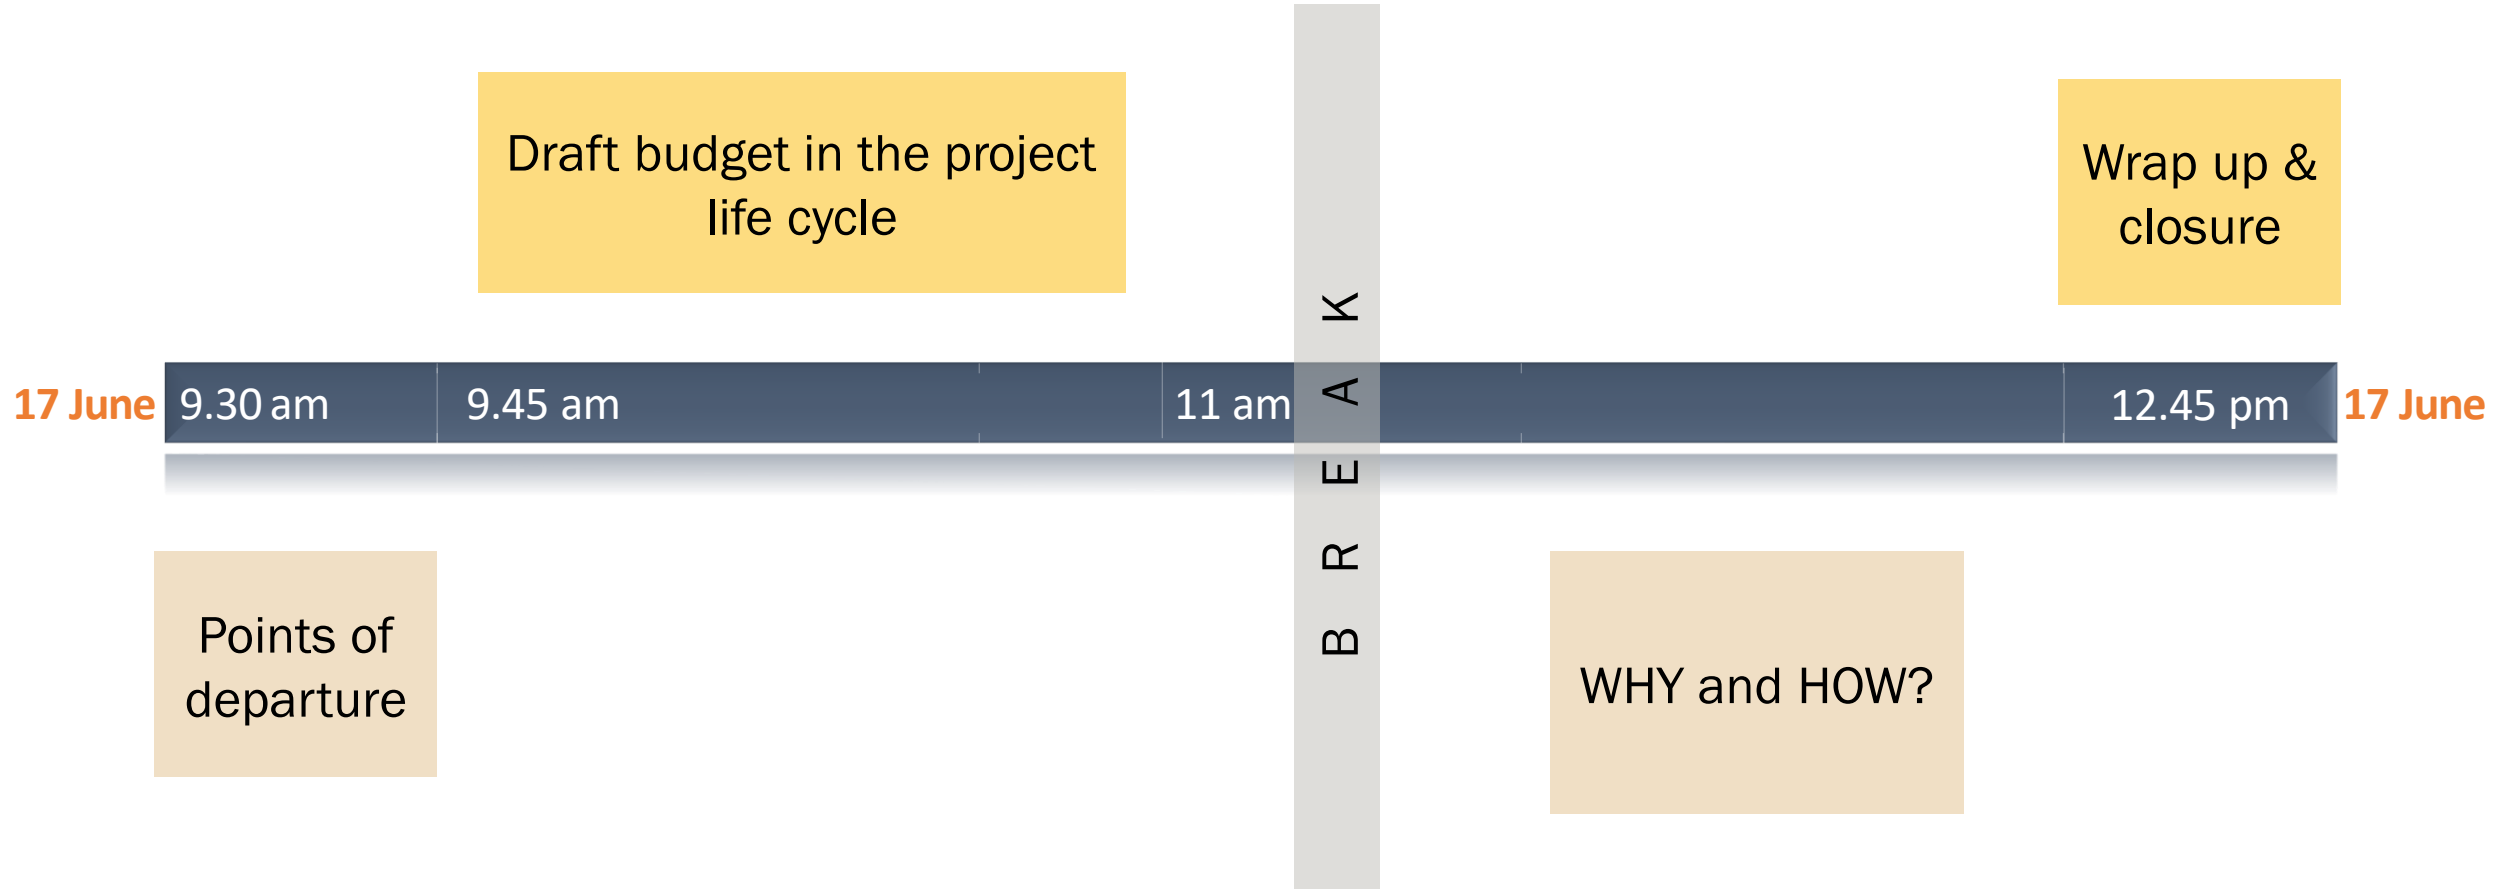 Draft budget in the project
life cycle
Wrap up &
closure
17 June
9.30 am
9.45 am
11 am
12.45 pm
17 June
BREAK
Points of
departure
WHY and HOW?